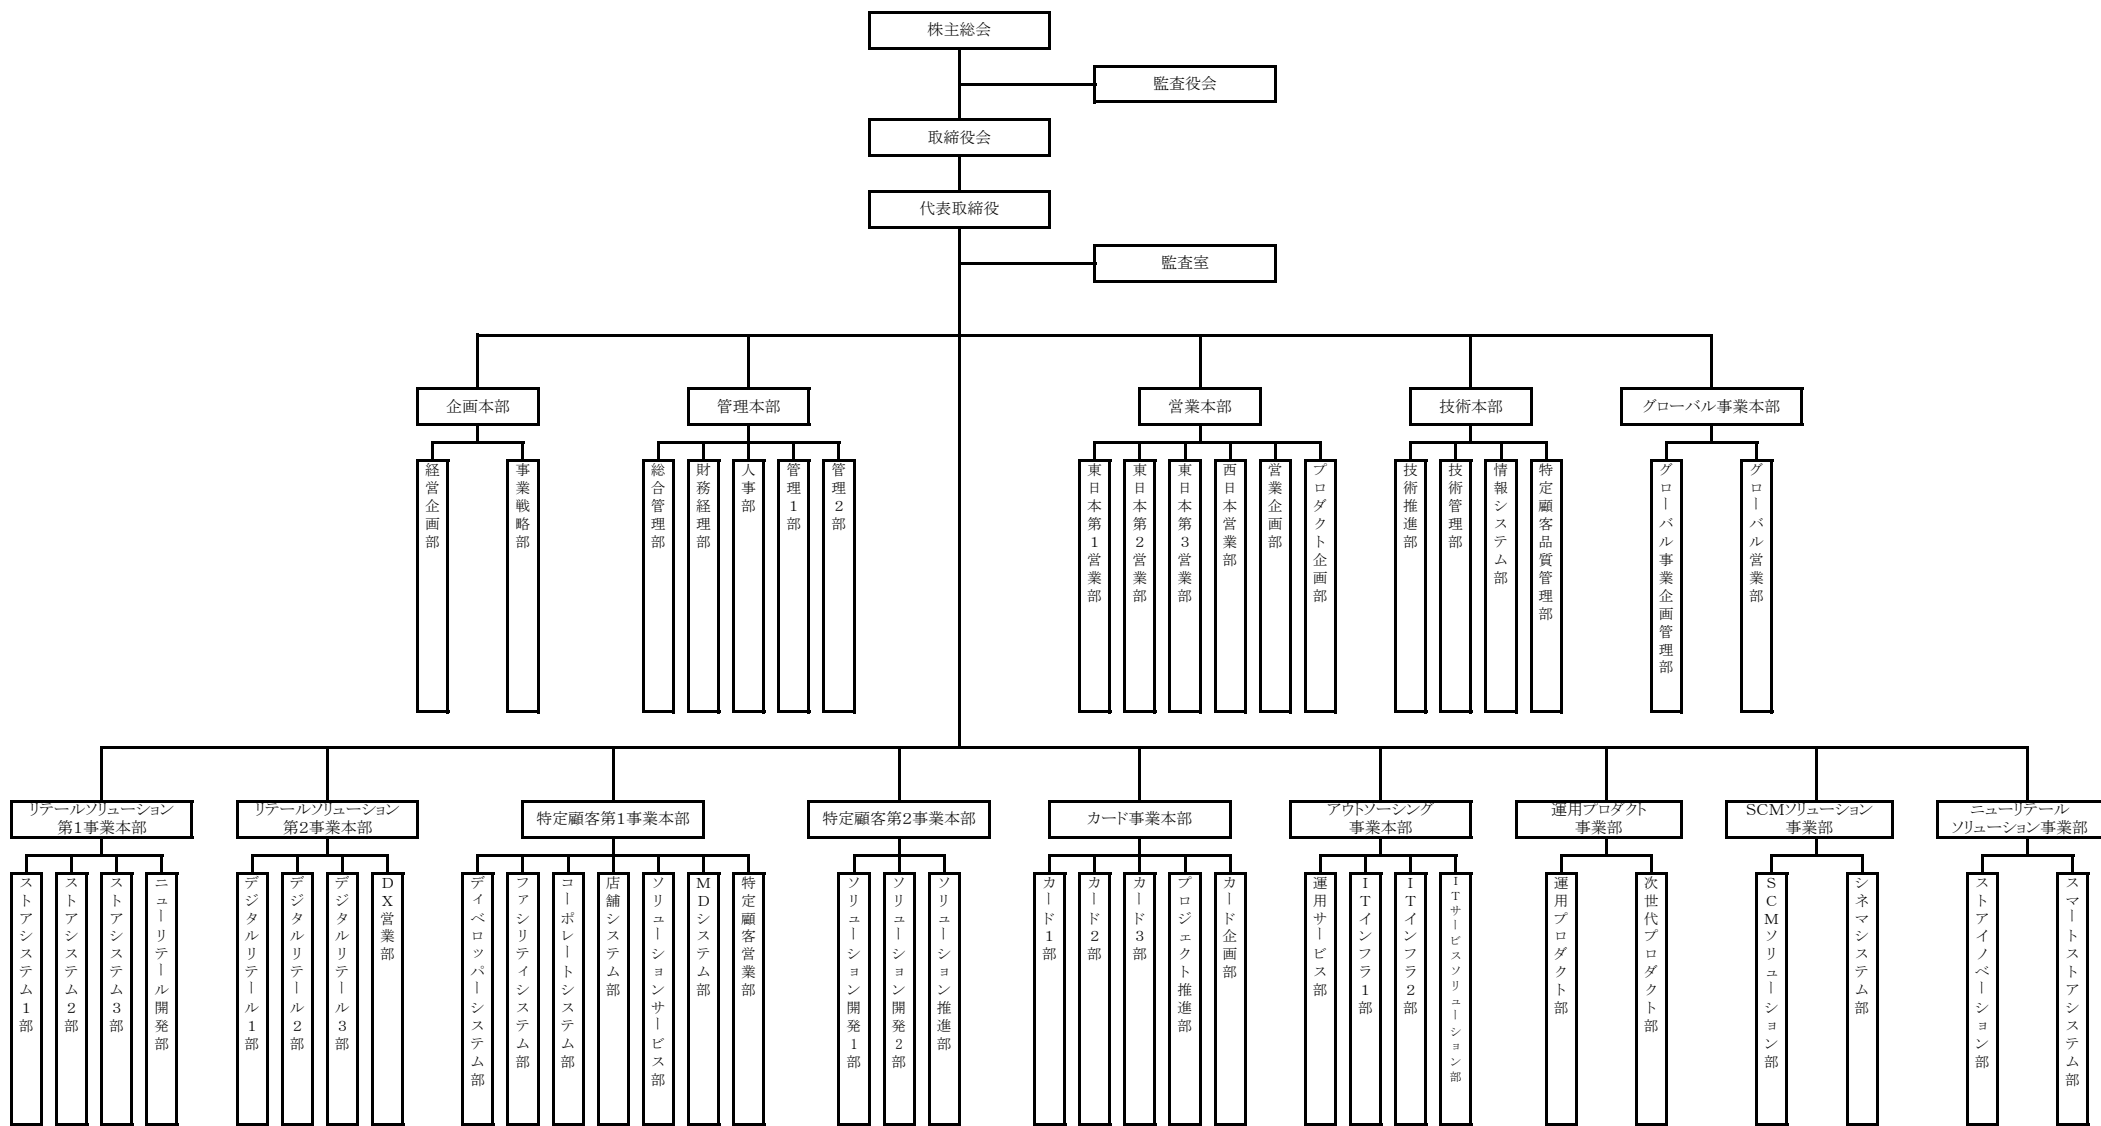 株主総会
監査役会
取締役会
代表取締役
監査室
企画本部
管理本部
営業本部
技術本部
グローバル事業本部
経営企画部
事業戦略部
総合管理部
財務経理部
人事部
管理1部
管理2部
東日本第1営業部
東日本第2営業部
東日本第3営業部
西日本営業部
営業企画部
プロダクト企画部
技術推進部
技術管理部
情報システム部
特定顧客品質管理部
グローバル事業企画管理部
グローバル営業部
リテールソリューション
第1事業本部
リテールソリューション
第2事業本部
特定顧客第1事業本部
特定顧客第2事業本部
カード事業本部
アウトソーシング
事業本部
運用プロダクト
事業部
SCMソリューション
事業部
ニューリテール
ソリューション事業部
ストアシステム1部
ストアシステム2部
ストアシステム3部
ニューリテール開発部
デジタルリテール1部
デジタルリテール2部
デジタルリテール3部
DX営業部
ディベロッパーシステム部
ファシリティシステム部
コーポレートシステム部
店舗システム部
ソリューションサービス部
MDシステム部
特定顧客営業部
ソリューション開発1部
ソリューション開発2部
ソリューション推進部
カード1部
カード2部
カード3部
プロジェクト推進部
カード企画部
運用サービス部
ITインフラ1部
ITインフラ2部
ITサービスソリューション部
運用プロダクト部
次世代プロダクト部
SCMソリューション部
シネマシステム部
ストアイノベーション部
スマートストアシステム部